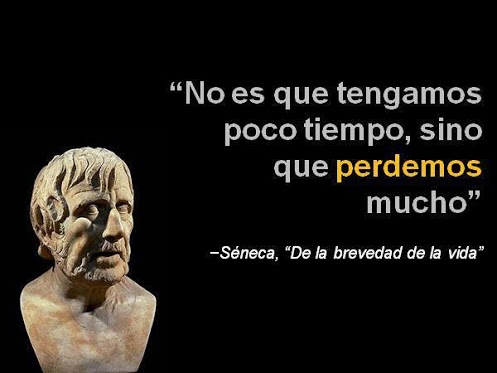 “No es que tengamos
poco tiempo, sino
que perdemos
mucho”
–Séneca, “De la brevedad de la vida”